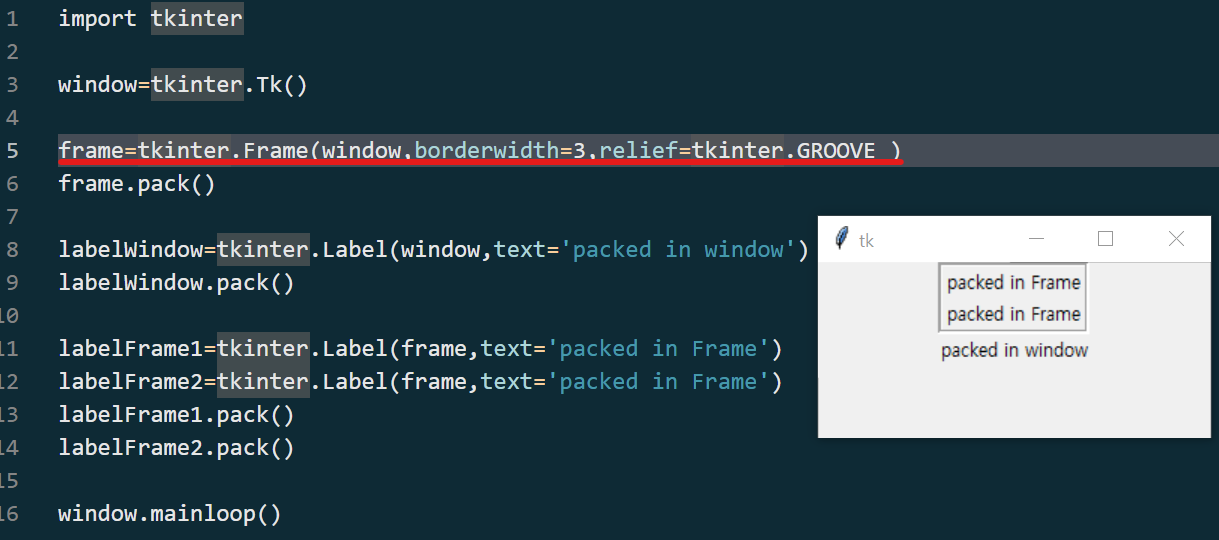 1 import tkinter
2
3 window=tkinter.Tk()
4
5 frame=tkinter.Frame(window,borderwidth=3,relief=tkinter.GROOVE )
6 frame.pack()
7
8 labelWindow=tkinter.Label(window,text='packed in window')
9 labelWindow.pack()
10
11 labelFrame1=tkinter.Label(frame,text='packed in Frame')
12 labelFrame2=tkinter.Label(frame,text='packed in Frame')
13 labelFrame1.pack()
14 labelFrame2.pack()
15
16 window.mainloop()
tk
packed in Frame
packed in Frame
packed in window